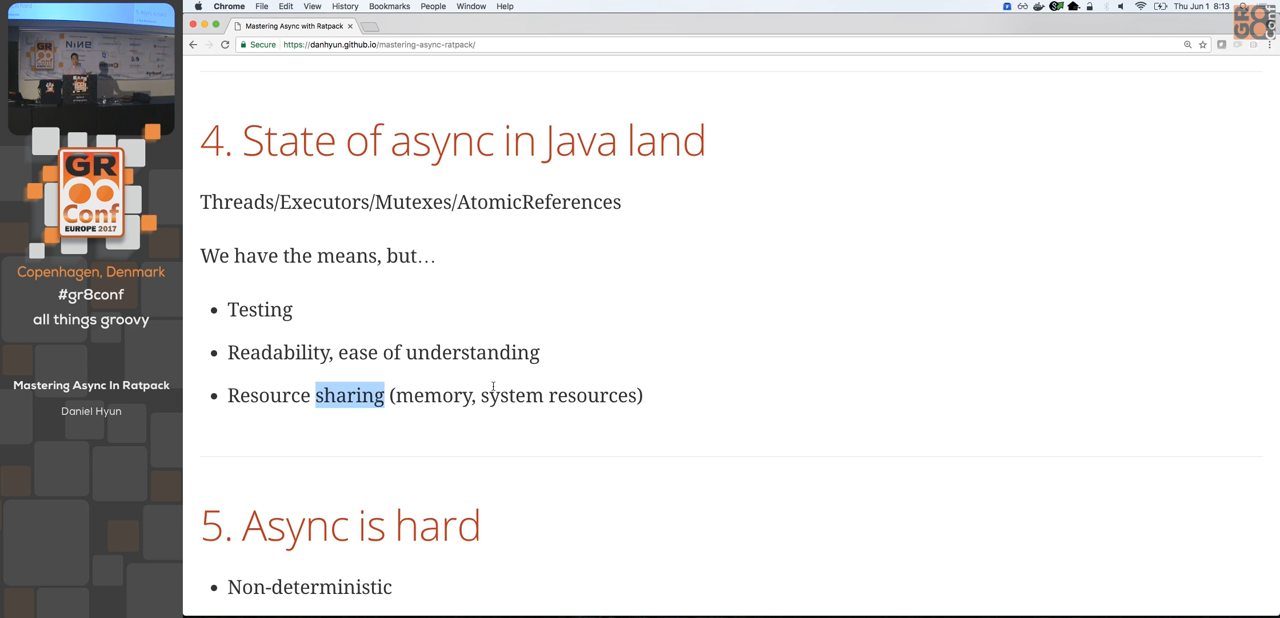 Chrome File Edit View History Bookmarks People Window Help
Thu Jun 1 8:13
Mastering Async with Ratpack
Secure https://danhyun.github.io/mastering-async-ratpack/
4. State of async in Java land
Threads/Executors/Mutexes/AtomicReferences
We have the means, but…
Testing
Readability, ease of understanding
Resource sharing (memory, system resources)
5. Async is hard
Non-deterministic
GR
Conf
EUROPE 2017
Copenhagen, Denmark
#gr8conf
all things groovy
Mastering Async In Ratpack
Daniel Hyun